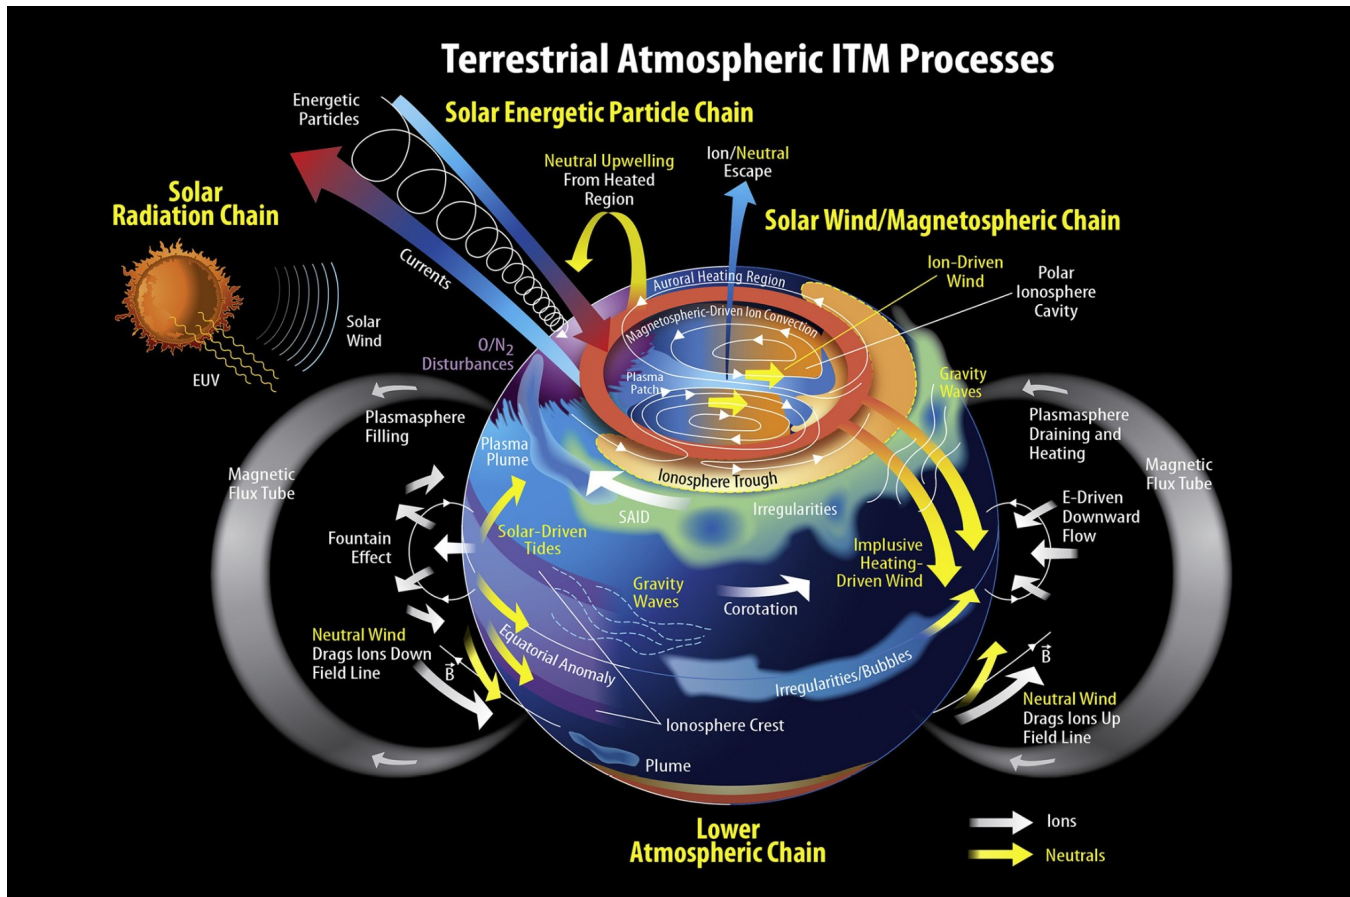 Terrestrial Atmospheric ITM Processes
Energetic
Particles
Solar Energetic Particle Chain
Neutral Upwelling
From Heated
Region
Ion/Neutral
Escape
Solar
Radiation Chain
Solar Wind/Magnetospheric Chain
Currents
Ion-Driven
Wind
Polar
Ionosphere
Cavity
Auroral Heating Region
Magnetospheric-Driven Ion Convection
Solar
Wind
EUV
O/N₂
Disturbances
Plasma
Patch
Gravity
Waves
Plasmasphere
Filling
Plasmasphere
Draining and
Heating
Plasma
Plume
Magnetic
Flux Tube
Magnetic
Flux Tube
Ionosphere Trough
SAID
Irregularities
E-Driven
Downward
Flow
Fountain
Effect
Solar-Driven
Tides
Implusive
Heating-
Driven Wind
Gravity
Waves
Corotation
Neutral Wind
Drags Ions Down
Field Line
B⃗
Equatorial Anomaly
Irregularities/Bubbles
B⃗
Neutral Wind
Drags Ions Up
Field Line
Ionosphere Crest
Plume
Lower
Atmospheric Chain
Ions
Neutrals